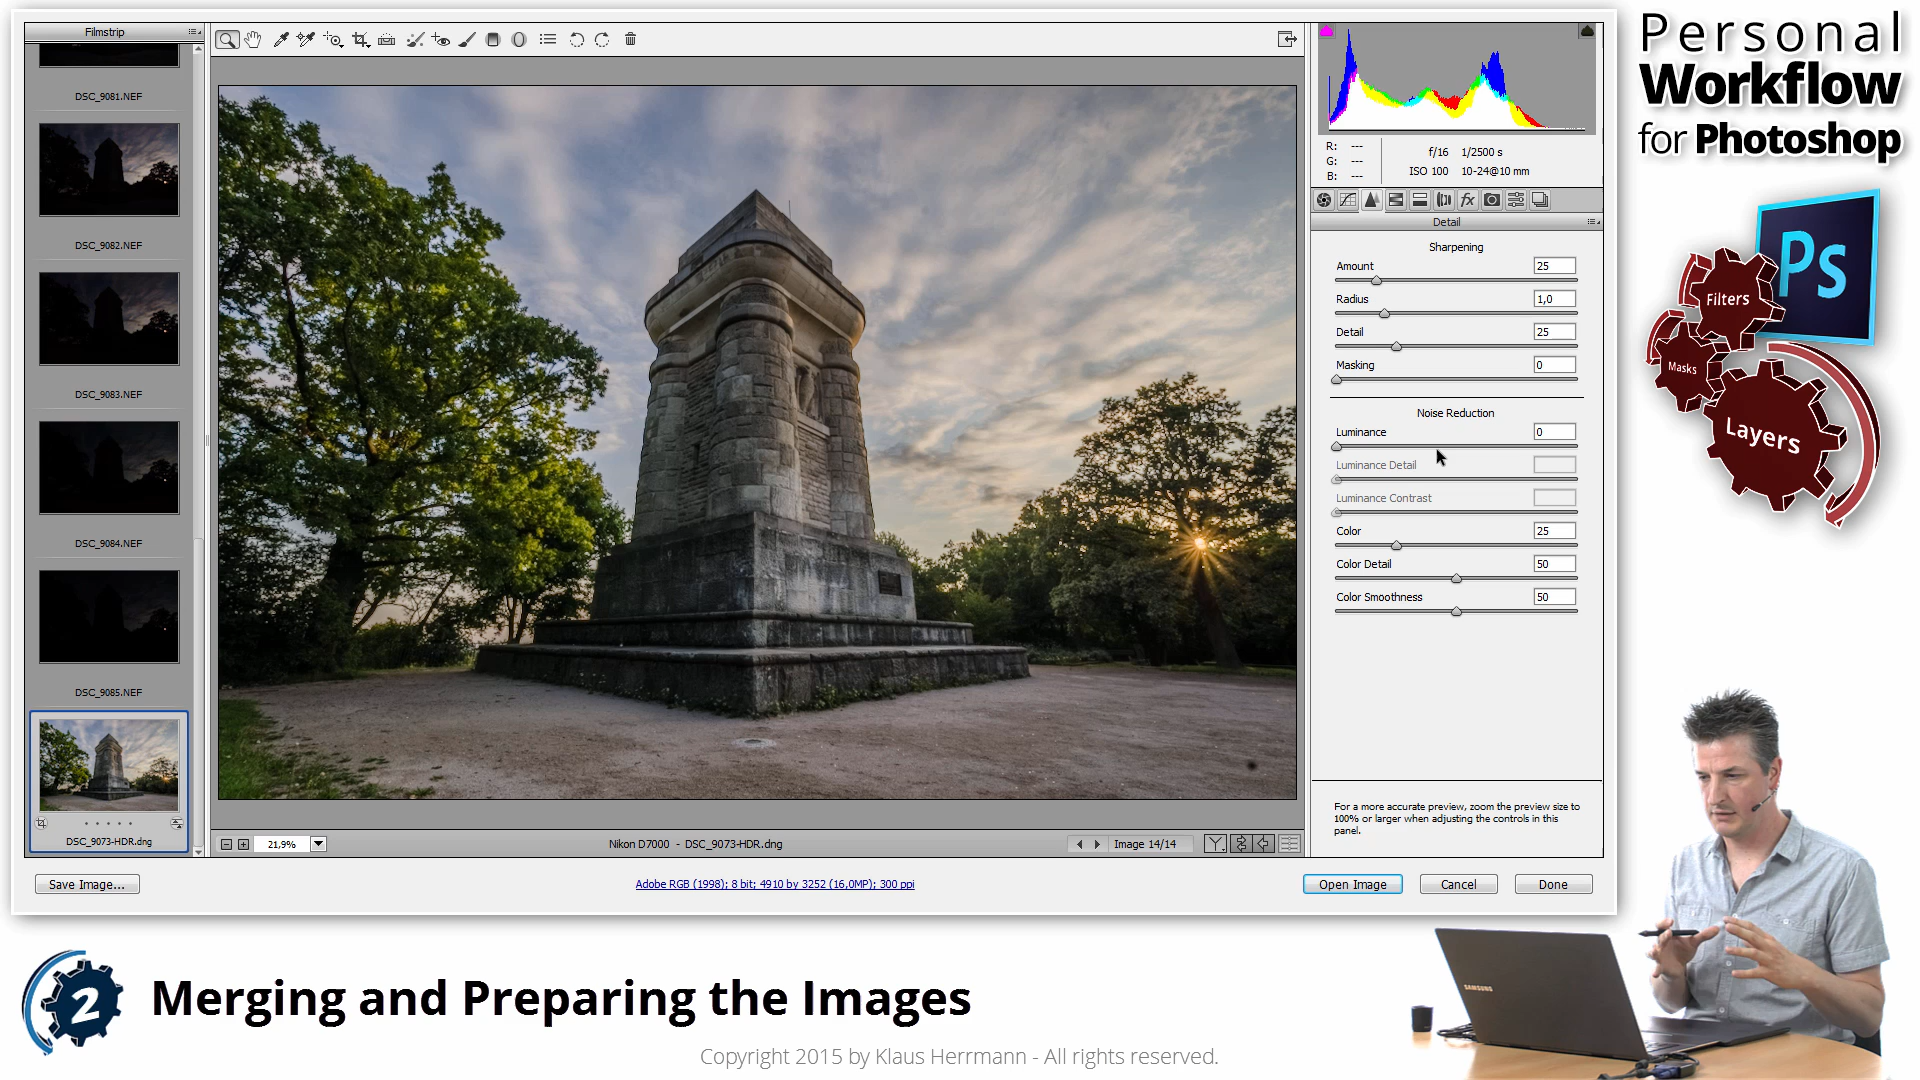 Filmstrip
DSC_9081.NEF
DSC_9082.NEF
DSC_9083.NEF
DSC_9084.NEF
DSC_9085.NEF
DSC_9073-HDR.dng
21,9%
Nikon D7000 - DSC_9073-HDR.dng
Image 14/14
Save Image...
Adobe RGB (1998); 8 bit; 4910 by 3252 (16,0MP); 300 ppi
Open Image
Cancel
Done
R: ---
G: ---
B: ---
f/16 1/2500 s
ISO 100 10-24@10 mm
fx
Detail
Sharpening
Amount 25
Radius 1,0
Detail 25
Masking 0
Noise Reduction
Luminance 0
Luminance Detail
Luminance Contrast
Color 25
Color Detail 50
Color Smoothness 50
For a more accurate preview, zoom the preview size to
100% or larger when adjusting the controls in this
panel.
Personal
Workflow
for Photoshop
Ps
Filters
Masks
Layers
SAMSUNG
2
Merging and Preparing the Images
Copyright 2015 by Klaus Herrmann - All rights reserved.